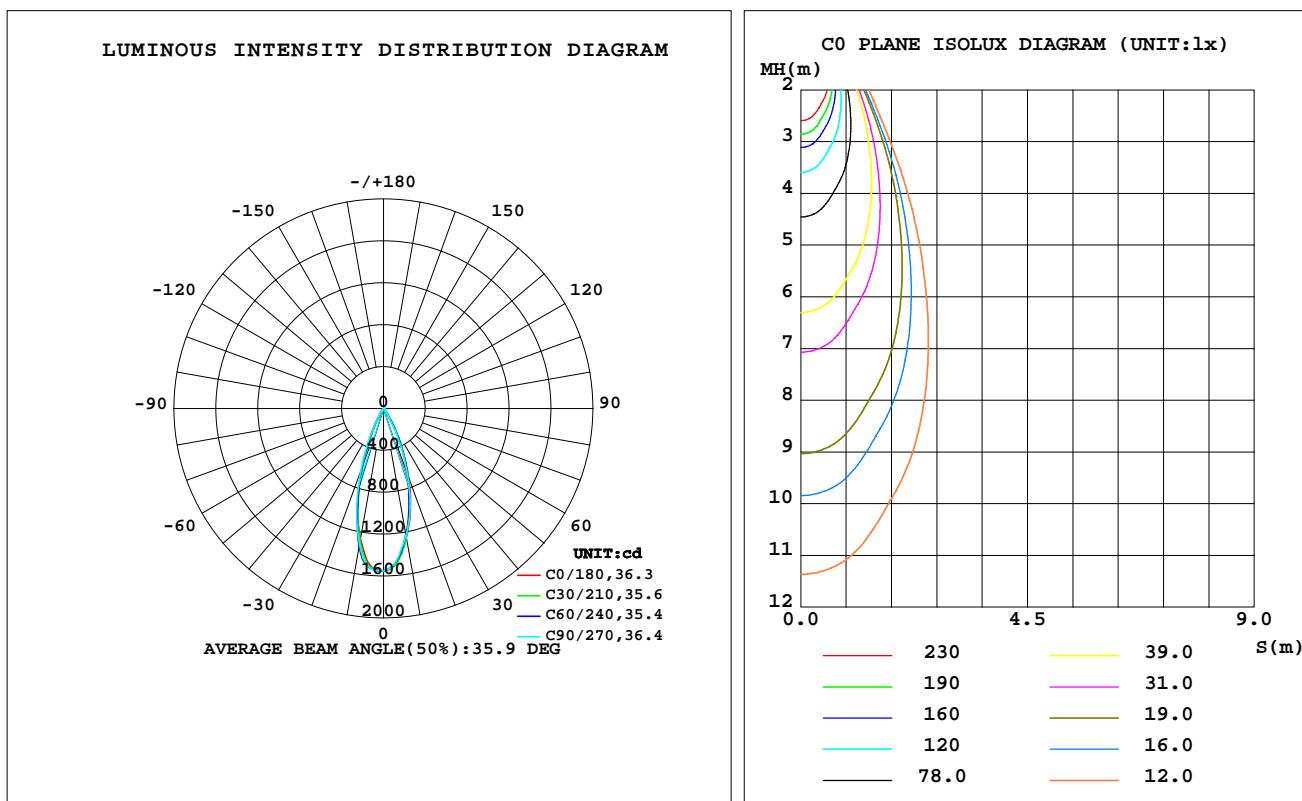 LUMINOUS INTENSITY DISTRIBUTION DIAGRAM
-/+180
-150 150
-120 120
-90 90
-60 60
-30 30
0
0
400
800
1200
1600
2000
UNIT:cd
C0/180,36.3
C30/210,35.6
C60/240,35.4
C90/270,36.4
AVERAGE BEAM ANGLE(50%):35.9 DEG
C0 PLANE ISOLUX DIAGRAM (UNIT:lx)
MH(m)
2
3
4
5
6
7
8
9
10
11
12
0.0 4.5 9.0
S(m)
230 39.0
190 31.0
160 19.0
120 16.0
78.0 12.0